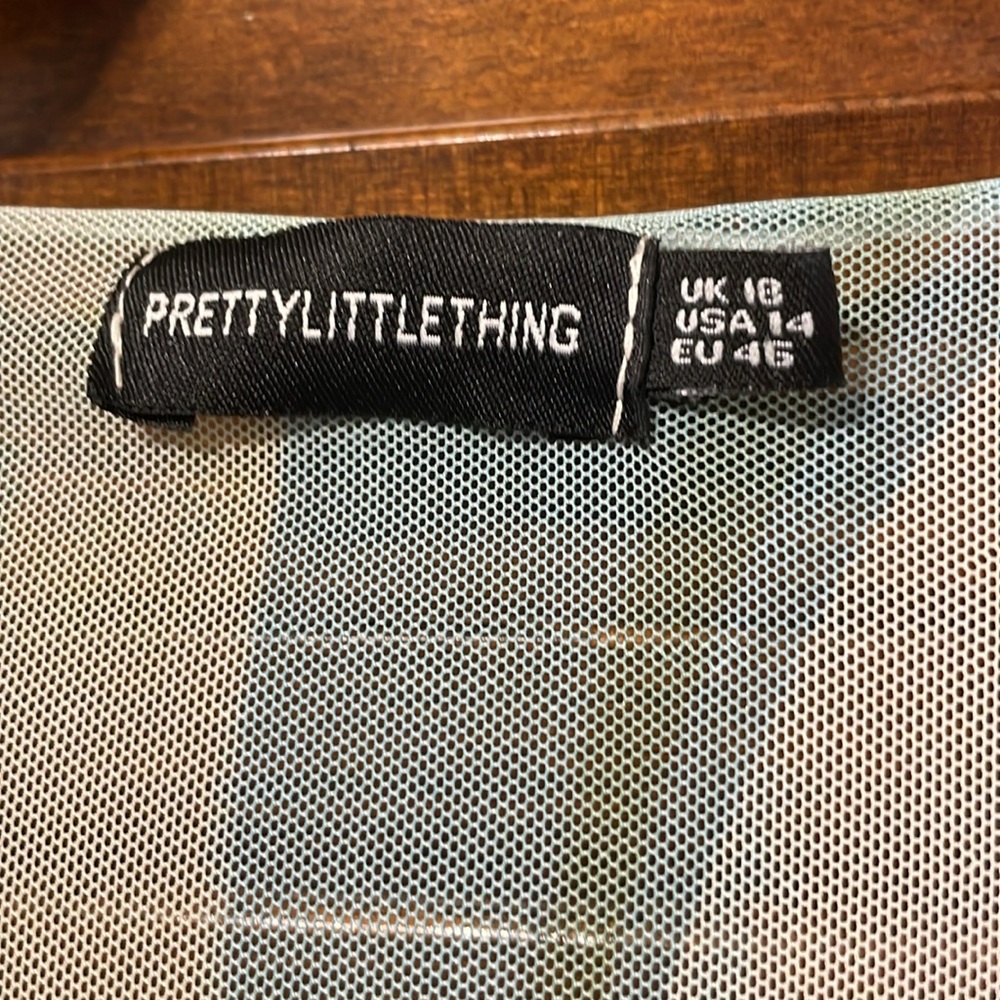 PRETTYLITTLETHING
UK 18
USA 14
EU 46